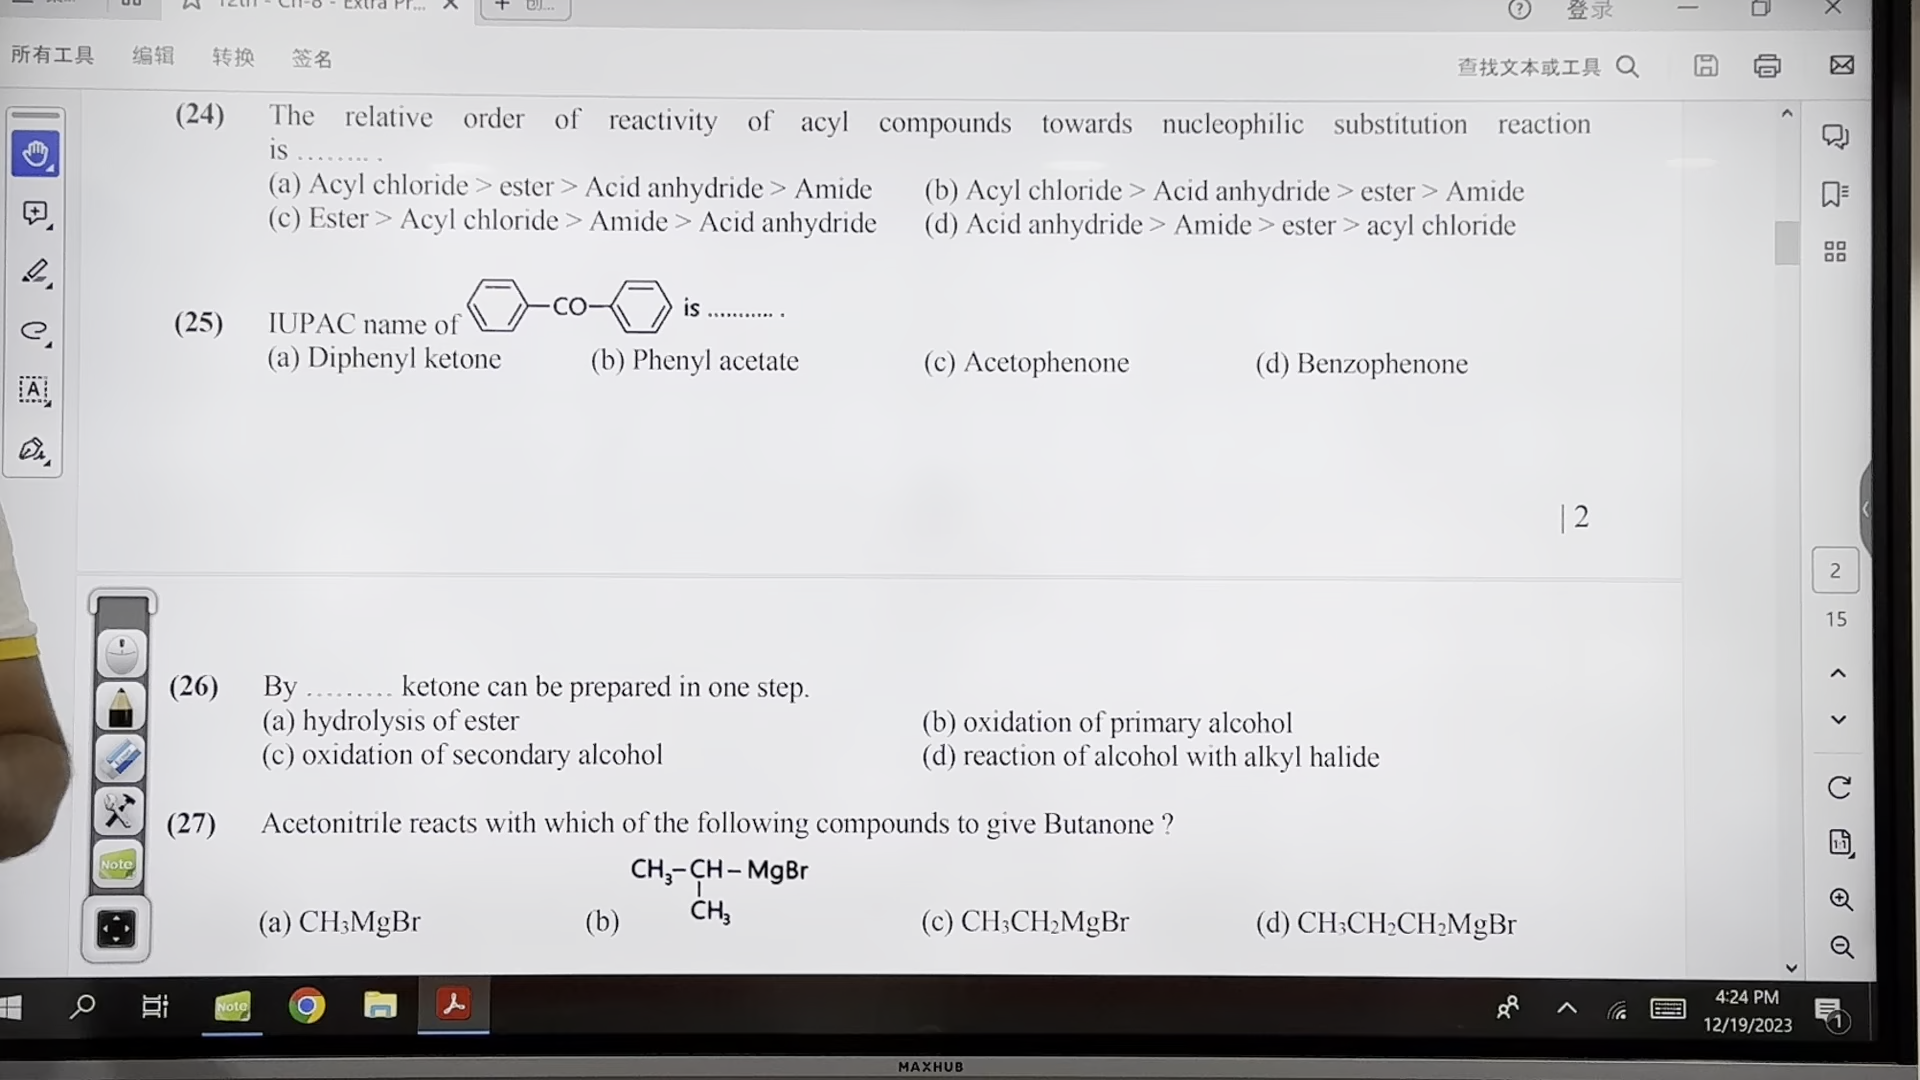 登录
所有工具 编辑 转换 签名 查找文本或工具
(24) The relative order of reactivity of acyl compounds towards nucleophilic substitution reaction
is ........ .
(a) Acyl chloride > ester > Acid anhydride > Amide (b) Acyl chloride > Acid anhydride > ester > Amide
(c) Ester > Acyl chloride > Amide > Acid anhydride (d) Acid anhydride > Amide > ester > acyl chloride
(25) IUPAC name of CO is ........... .
(a) Diphenyl ketone (b) Phenyl acetate (c) Acetophenone (d) Benzophenone
| 2
2
15
(26) By ......... ketone can be prepared in one step.
(a) hydrolysis of ester (b) oxidation of primary alcohol
(c) oxidation of secondary alcohol (d) reaction of alcohol with alkyl halide
(27) Acetonitrile reacts with which of the following compounds to give Butanone ?
CH₃–CH–MgBr
CH₃
(a) CH₃MgBr (b) (c) CH₃CH₂MgBr (d) CH₃CH₂CH₂MgBr
Note
Note
4:24 PM
12/19/2023
1
MAXHUB